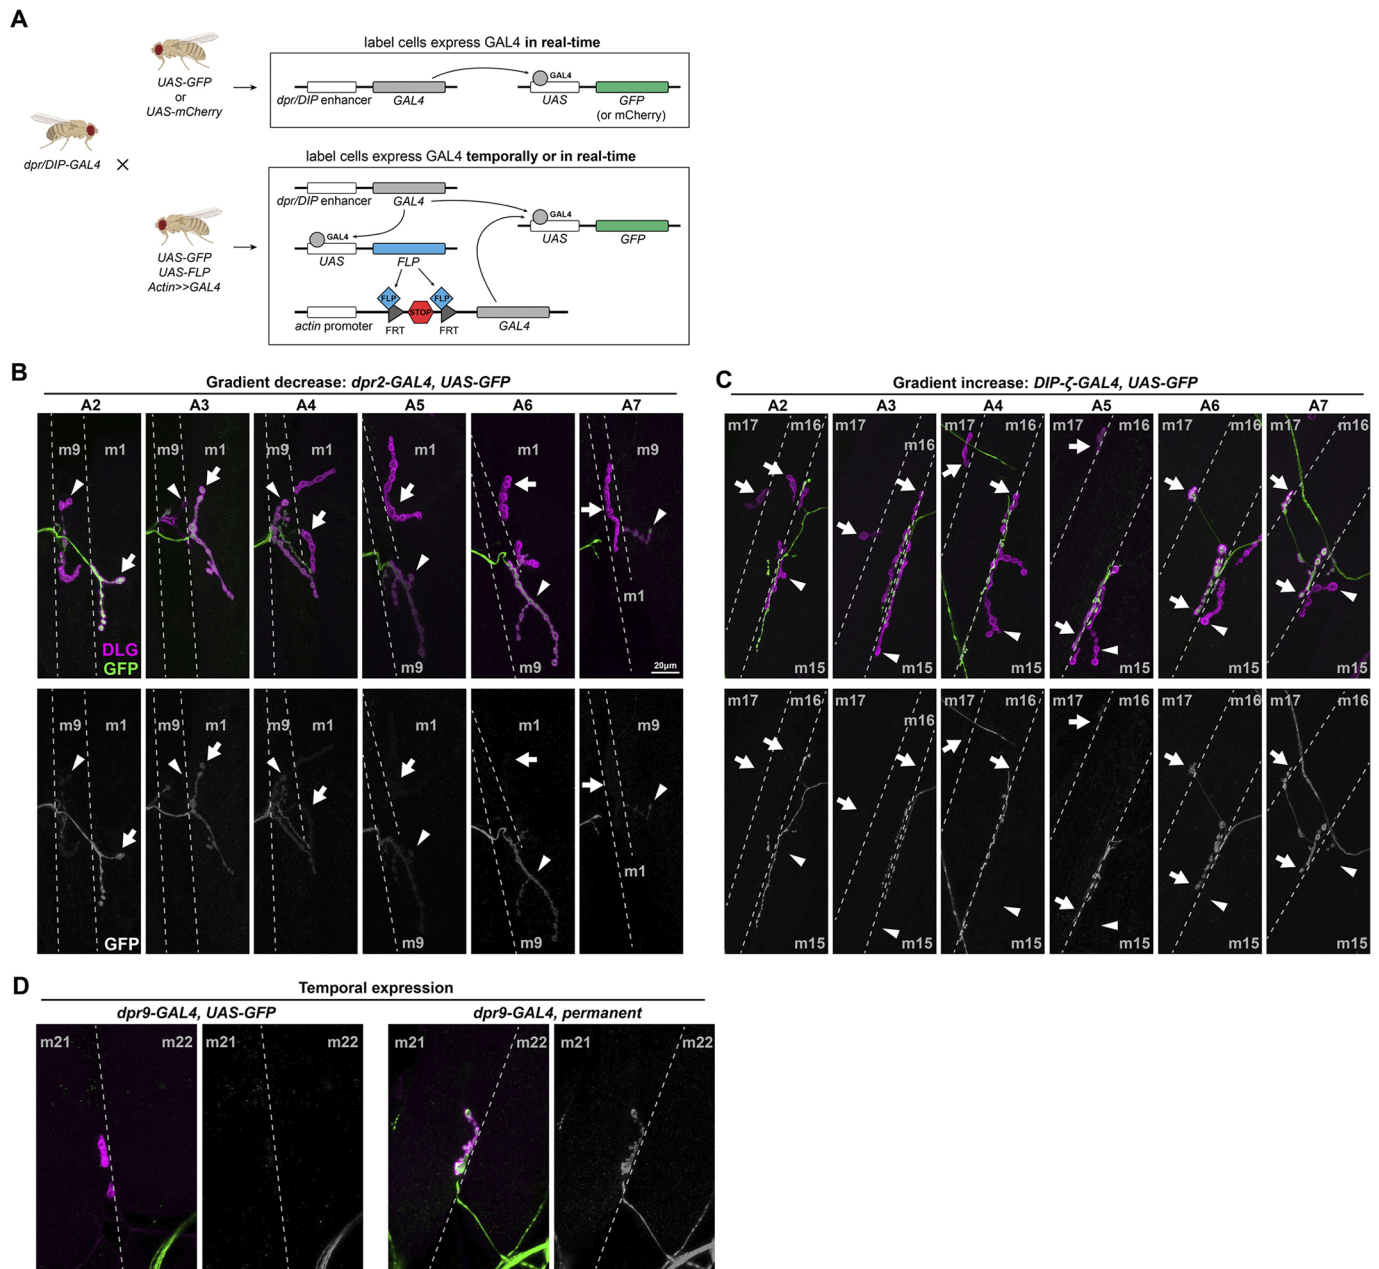 A
label cells express GAL4 in real-time
UAS-GFP
or
UAS-mCherry
GAL4
dpr/DIP enhancer
GAL4
UAS
GFP
(or mCherry)
dpr/DIP-GAL4
×
label cells express GAL4 temporally or in real-time
dpr/DIP enhancer
GAL4
GAL4
UAS
GFP
GAL4
UAS
FLP
UAS-GFP
UAS-FLP
Actin>>GAL4
FLP
STOP
FLP
actin promoter
FRT
FRT
GAL4
B
Gradient decrease: dpr2-GAL4, UAS-GFP
A2
A3
A4
A5
A6
A7
m9
m1
m9
m1
m9
m1
m1
m9
m1
m9
m9
m1
DLG
GFP
20µm
m9
m1
m9
m1
m9
m1
m1
m9
m1
m9
m9
m1
GFP
C
Gradient increase: DIP-ζ-GAL4, UAS-GFP
A2
A3
A4
A5
A6
A7
m17
m16
m15
m17
m16
m15
m17
m16
m15
m17
m16
m15
m17
m16
m15
m17
m16
m15
m17
m16
m15
m17
m16
m15
m17
m16
m15
m17
m16
m15
m17
m16
m15
m17
m16
m15
D
Temporal expression
dpr9-GAL4, UAS-GFP
dpr9-GAL4, permanent
m21
m22
m21
m22
m21
m22
m21
m22